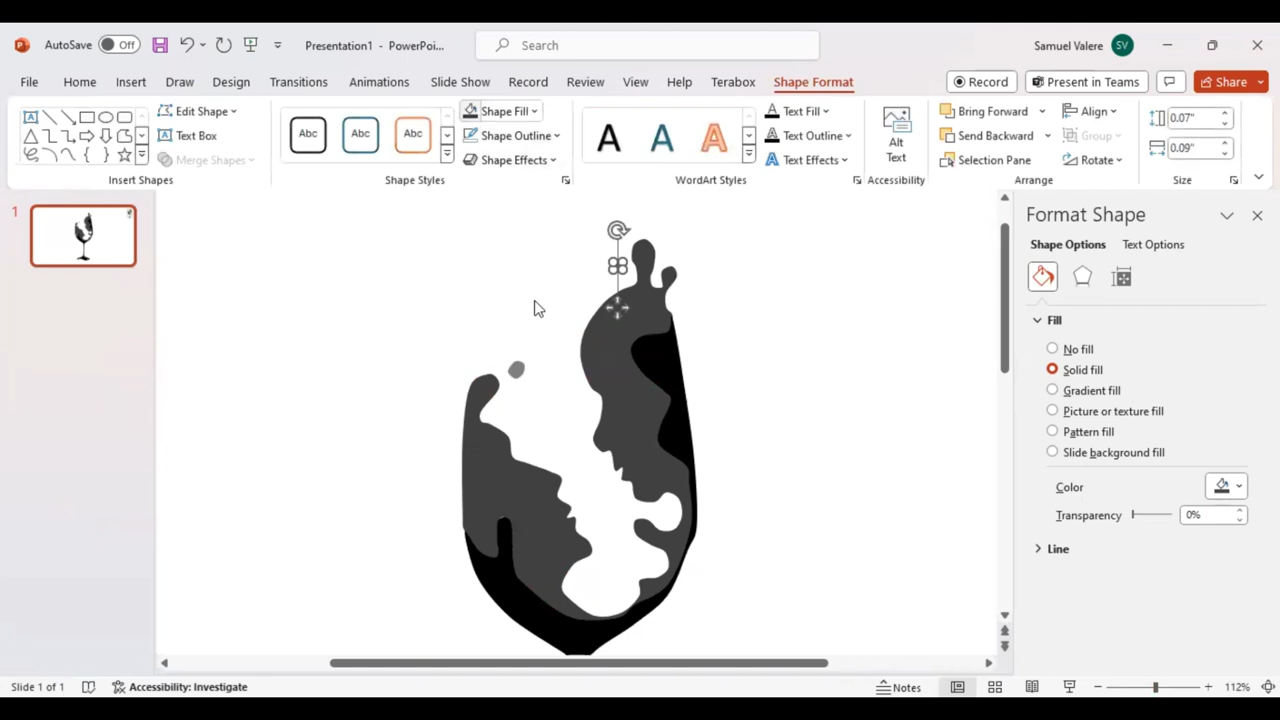 AutoSave Off Presentation1 - PowerPoi... Search Samuel Valere SV
File Home Insert Draw Design Transitions Animations Slide Show Record Review View Help Terabox Shape Format Record Present in Teams Share
Edit Shape Abc Abc Abc Shape Fill A A A Text Fill Alt Text Bring Forward Align 0.07"
Text Box Shape Outline Text Outline Send Backward Group 0.09"
Merge Shapes Shape Effects Text Effects Selection Pane Rotate
Insert Shapes Shape Styles WordArt Styles Accessibility Arrange Size
1
Format Shape
Shape Options Text Options
Fill
No fill
Solid fill
Gradient fill
Picture or texture fill
Pattern fill
Slide background fill
Color
Transparency 0%
Line
Slide 1 of 1 Accessibility: Investigate Notes 112%